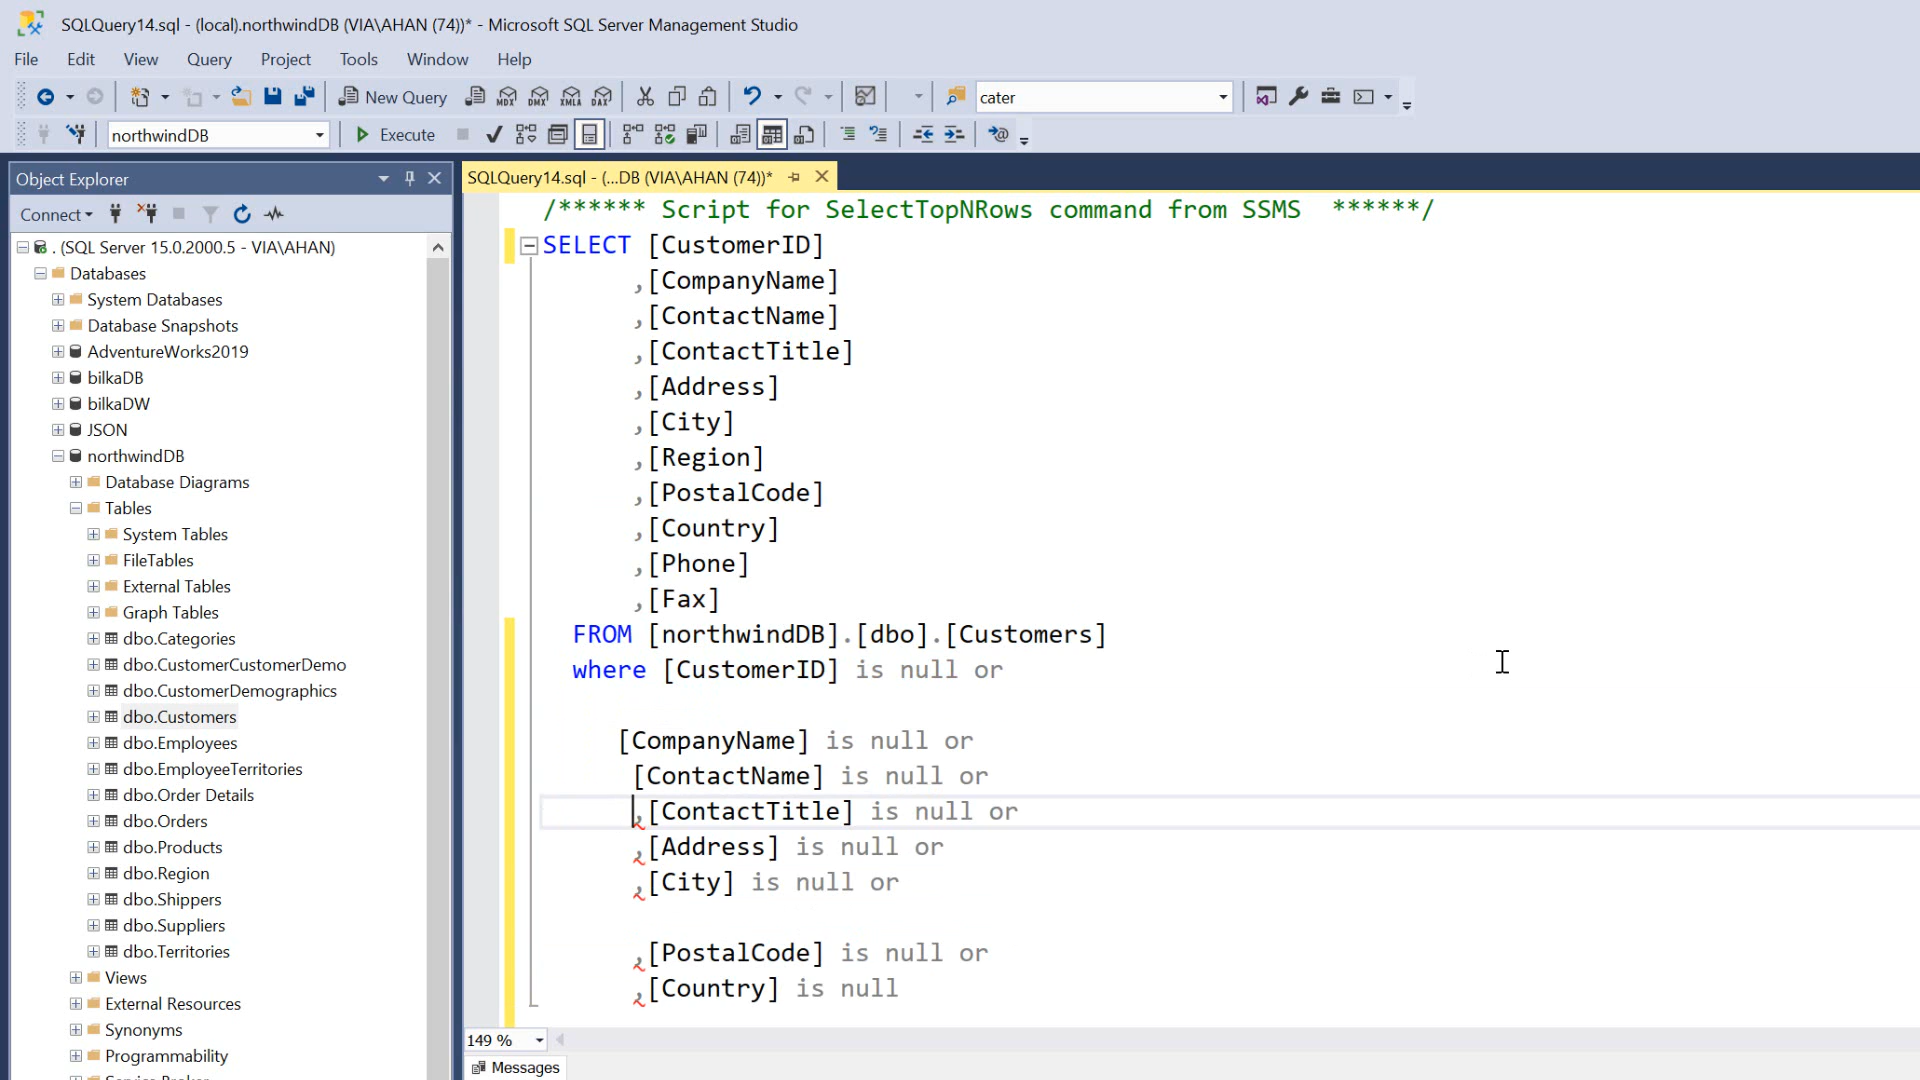 SQLQuery14.sql - (local).northwindDB (VIA\AHAN (74))* - Microsoft SQL Server Management Studio
File Edit View Query Project Tools Window Help
New Query MDX DMX XMLA DAX cater
northwindDB Execute
Object Explorer
SQLQuery14.sql - (...DB (VIA\AHAN (74))*
Connect
. (SQL Server 15.0.2000.5 - VIA\AHAN)
Databases
System Databases
Database Snapshots
AdventureWorks2019
bilkaDB
bilkaDW
JSON
northwindDB
Database Diagrams
Tables
System Tables
FileTables
External Tables
Graph Tables
dbo.Categories
dbo.CustomerCustomerDemo
dbo.CustomerDemographics
dbo.Customers
dbo.Employees
dbo.EmployeeTerritories
dbo.Order Details
dbo.Orders
dbo.Products
dbo.Region
dbo.Shippers
dbo.Suppliers
dbo.Territories
Views
External Resources
Synonyms
Programmability
/****** Script for SelectTopNRows command from SSMS ******/
SELECT [CustomerID]
,[CompanyName]
,[ContactName]
,[ContactTitle]
,[Address]
,[City]
,[Region]
,[PostalCode]
,[Country]
,[Phone]
,[Fax]
FROM [northwindDB].[dbo].[Customers]
where [CustomerID] is null or
[CompanyName] is null or
[ContactName] is null or
,[ContactTitle] is null or
,[Address] is null or
,[City] is null or
,[PostalCode] is null or
,[Country] is null
149 %
Messages